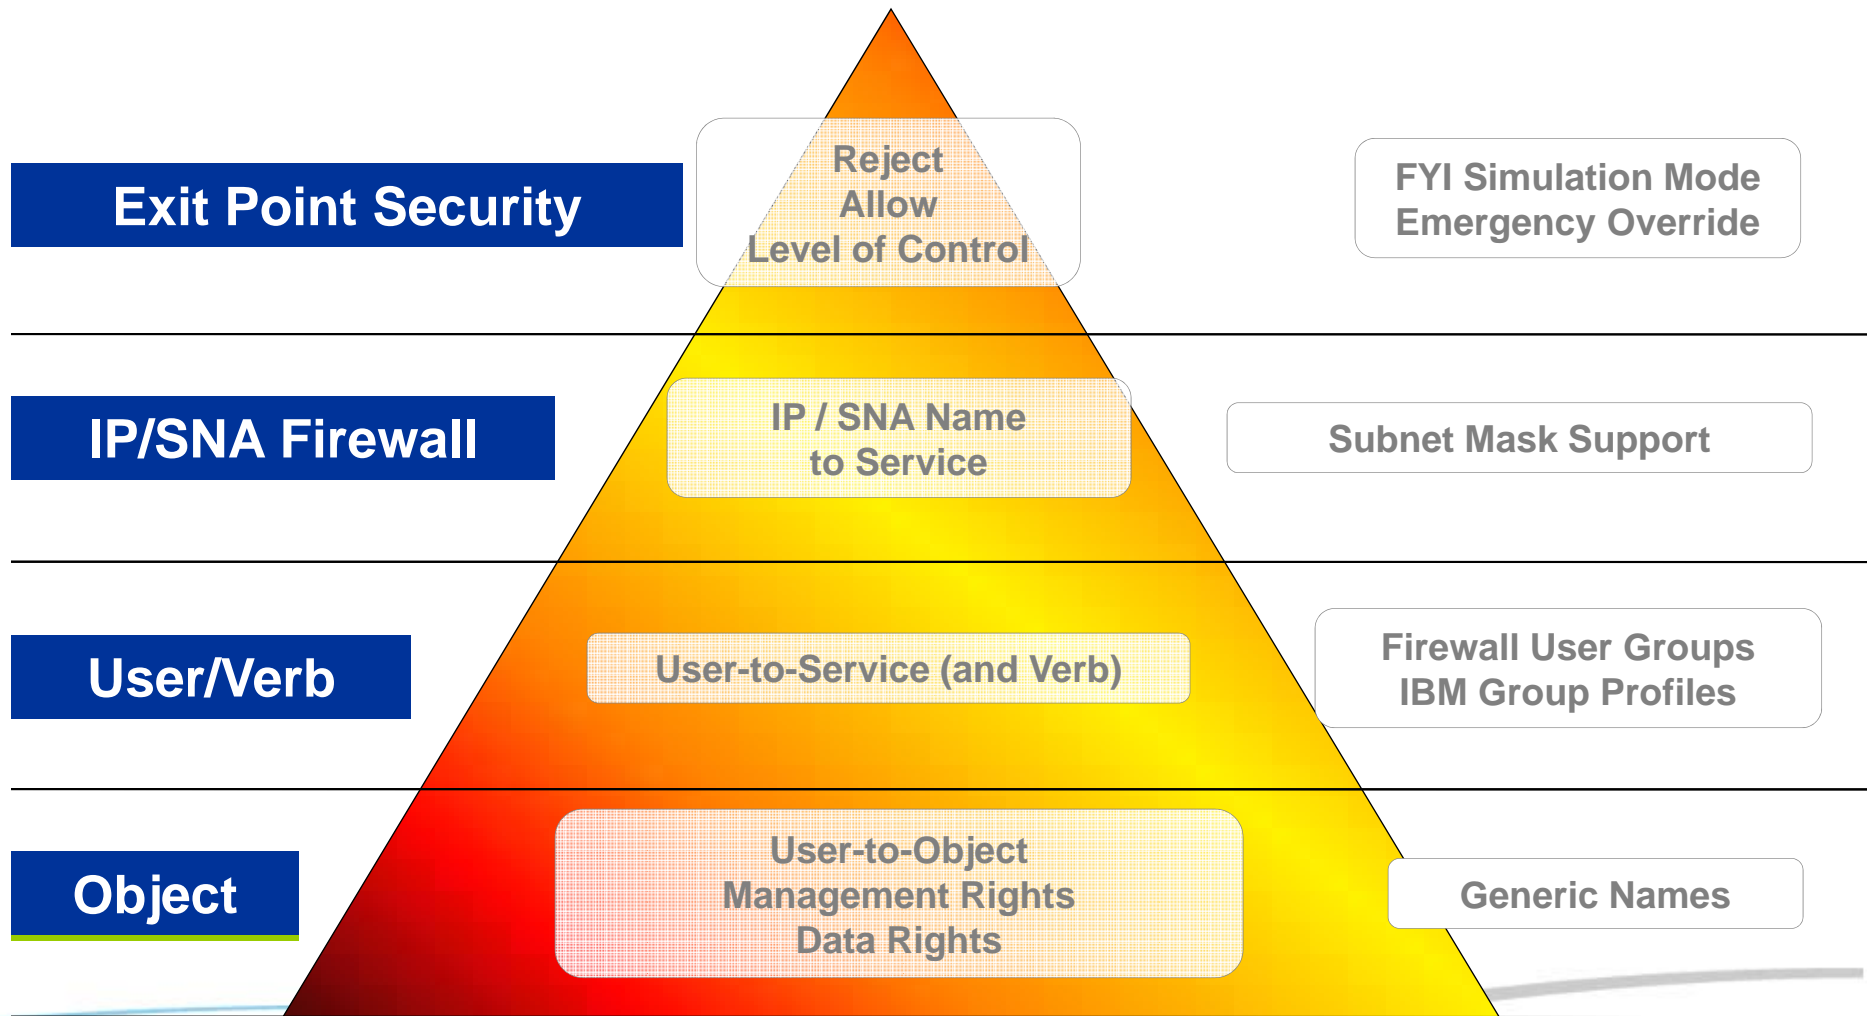 Exit Point Security
Reject
Allow
Level of Control
FYI Simulation Mode
Emergency Override
IP/SNA Firewall
IP / SNA Name
to Service
Subnet Mask Support
User/Verb
User-to-Service (and Verb)
Firewall User Groups
IBM Group Profiles
Object
User-to-Object
Management Rights
Data Rights
Generic Names